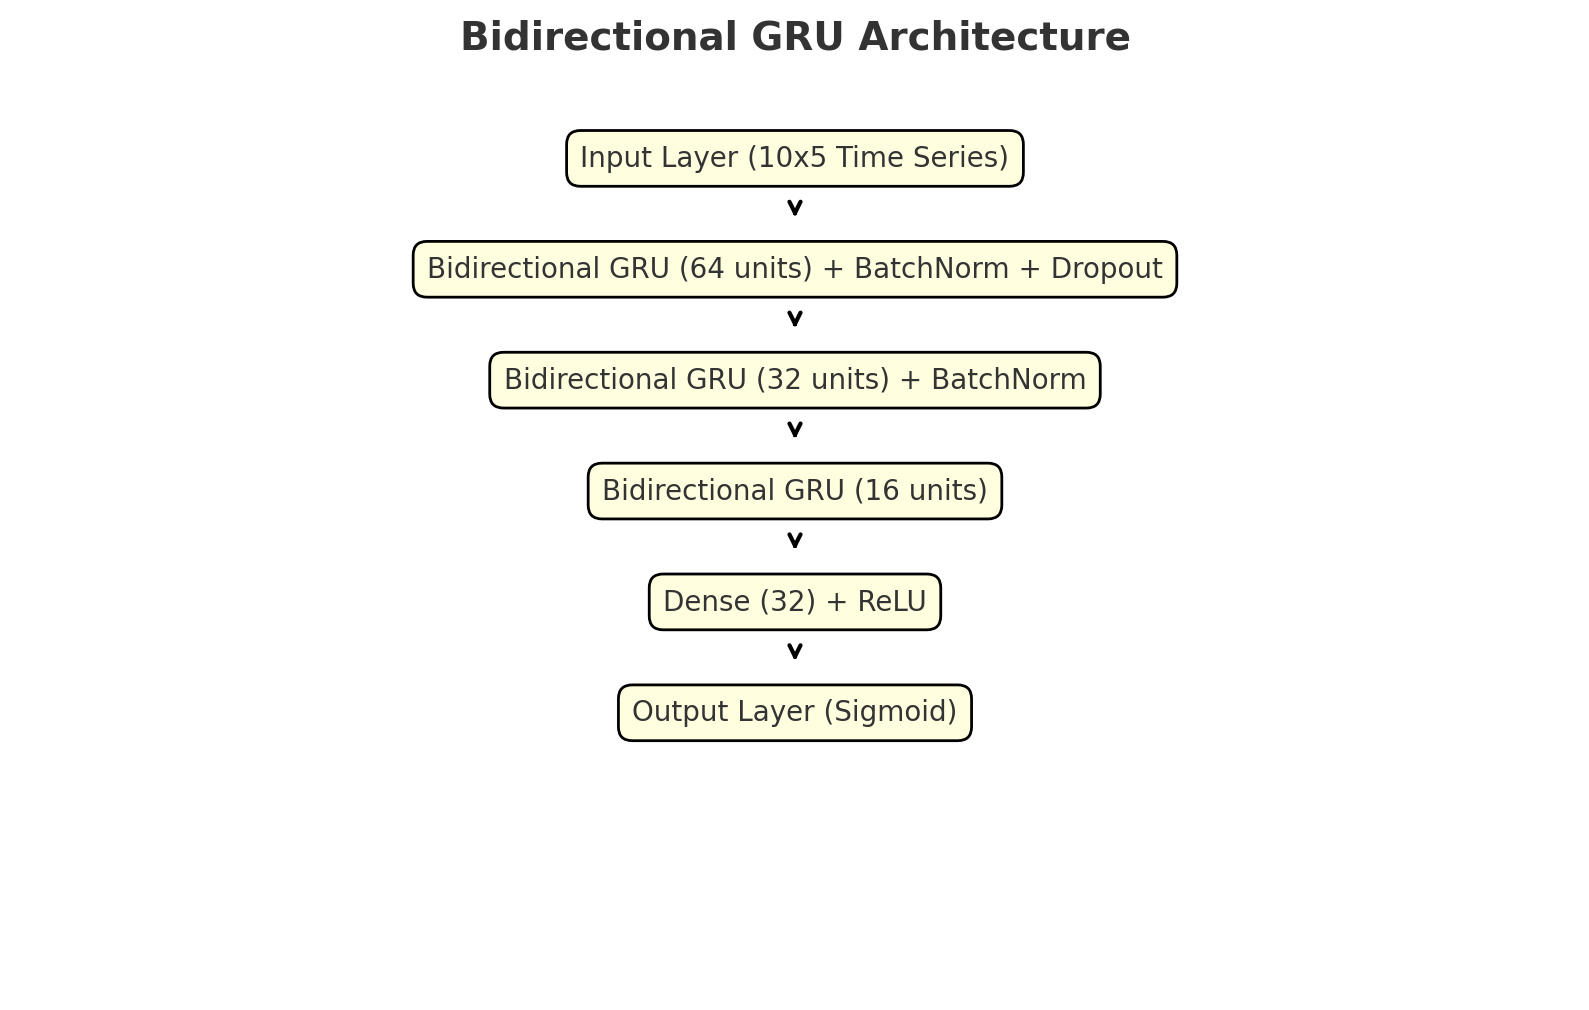 Bidirectional GRU Architecture
Input Layer (10x5 Time Series)
Bidirectional GRU (64 units) + BatchNorm + Dropout
Bidirectional GRU (32 units) + BatchNorm
Bidirectional GRU (16 units)
Dense (32) + ReLU
Output Layer (Sigmoid)